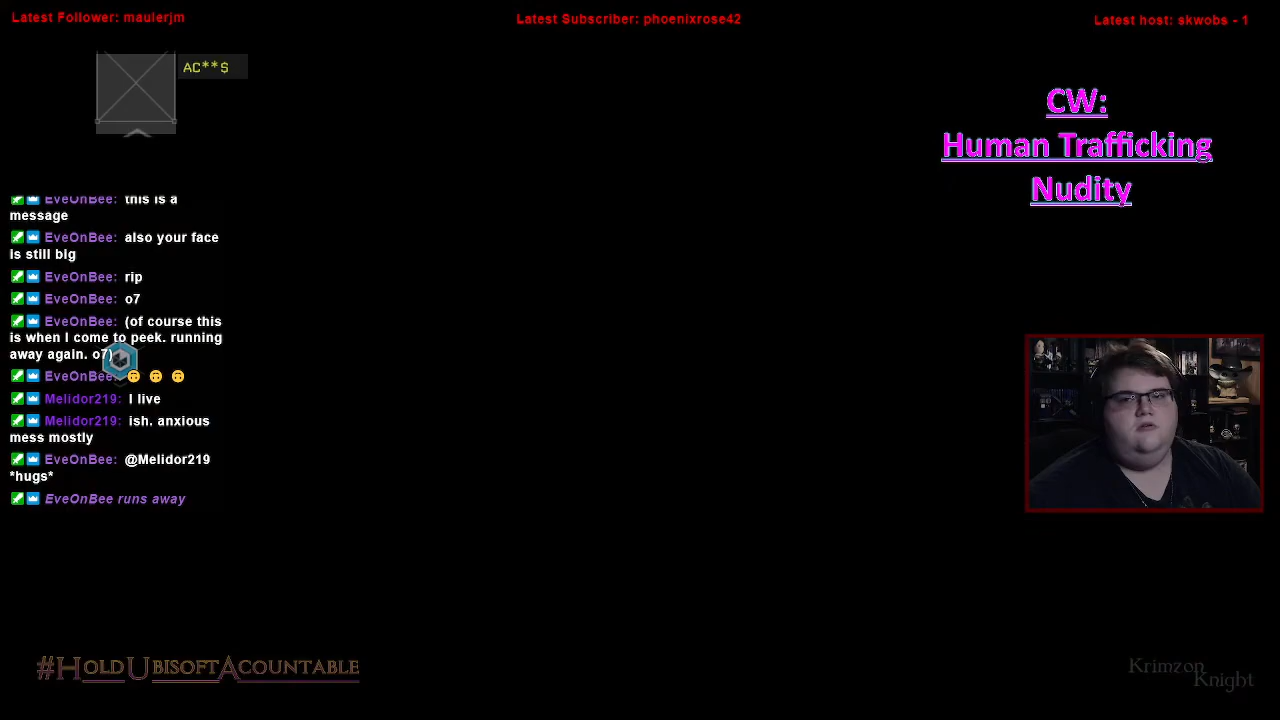 Latest Follower: maulerjm
Latest Subscriber: phoenixrose42
Latest host: skwobs - 1
AC**$
CW:
Human Trafficking
Nudity
EveOnBee: this is a
message
EveOnBee: also your face
is still big
EveOnBee: rip
EveOnBee: o7
EveOnBee: (of course this
is when I come to peek. running
away again. o7)
EveOnBee:
Melidor219: I live
Melidor219: ish. anxious
mess mostly
EveOnBee: @Melidor219
*hugs*
EveOnBee runs away
#HoldUbisoftAcountable
Krimzon
Knight